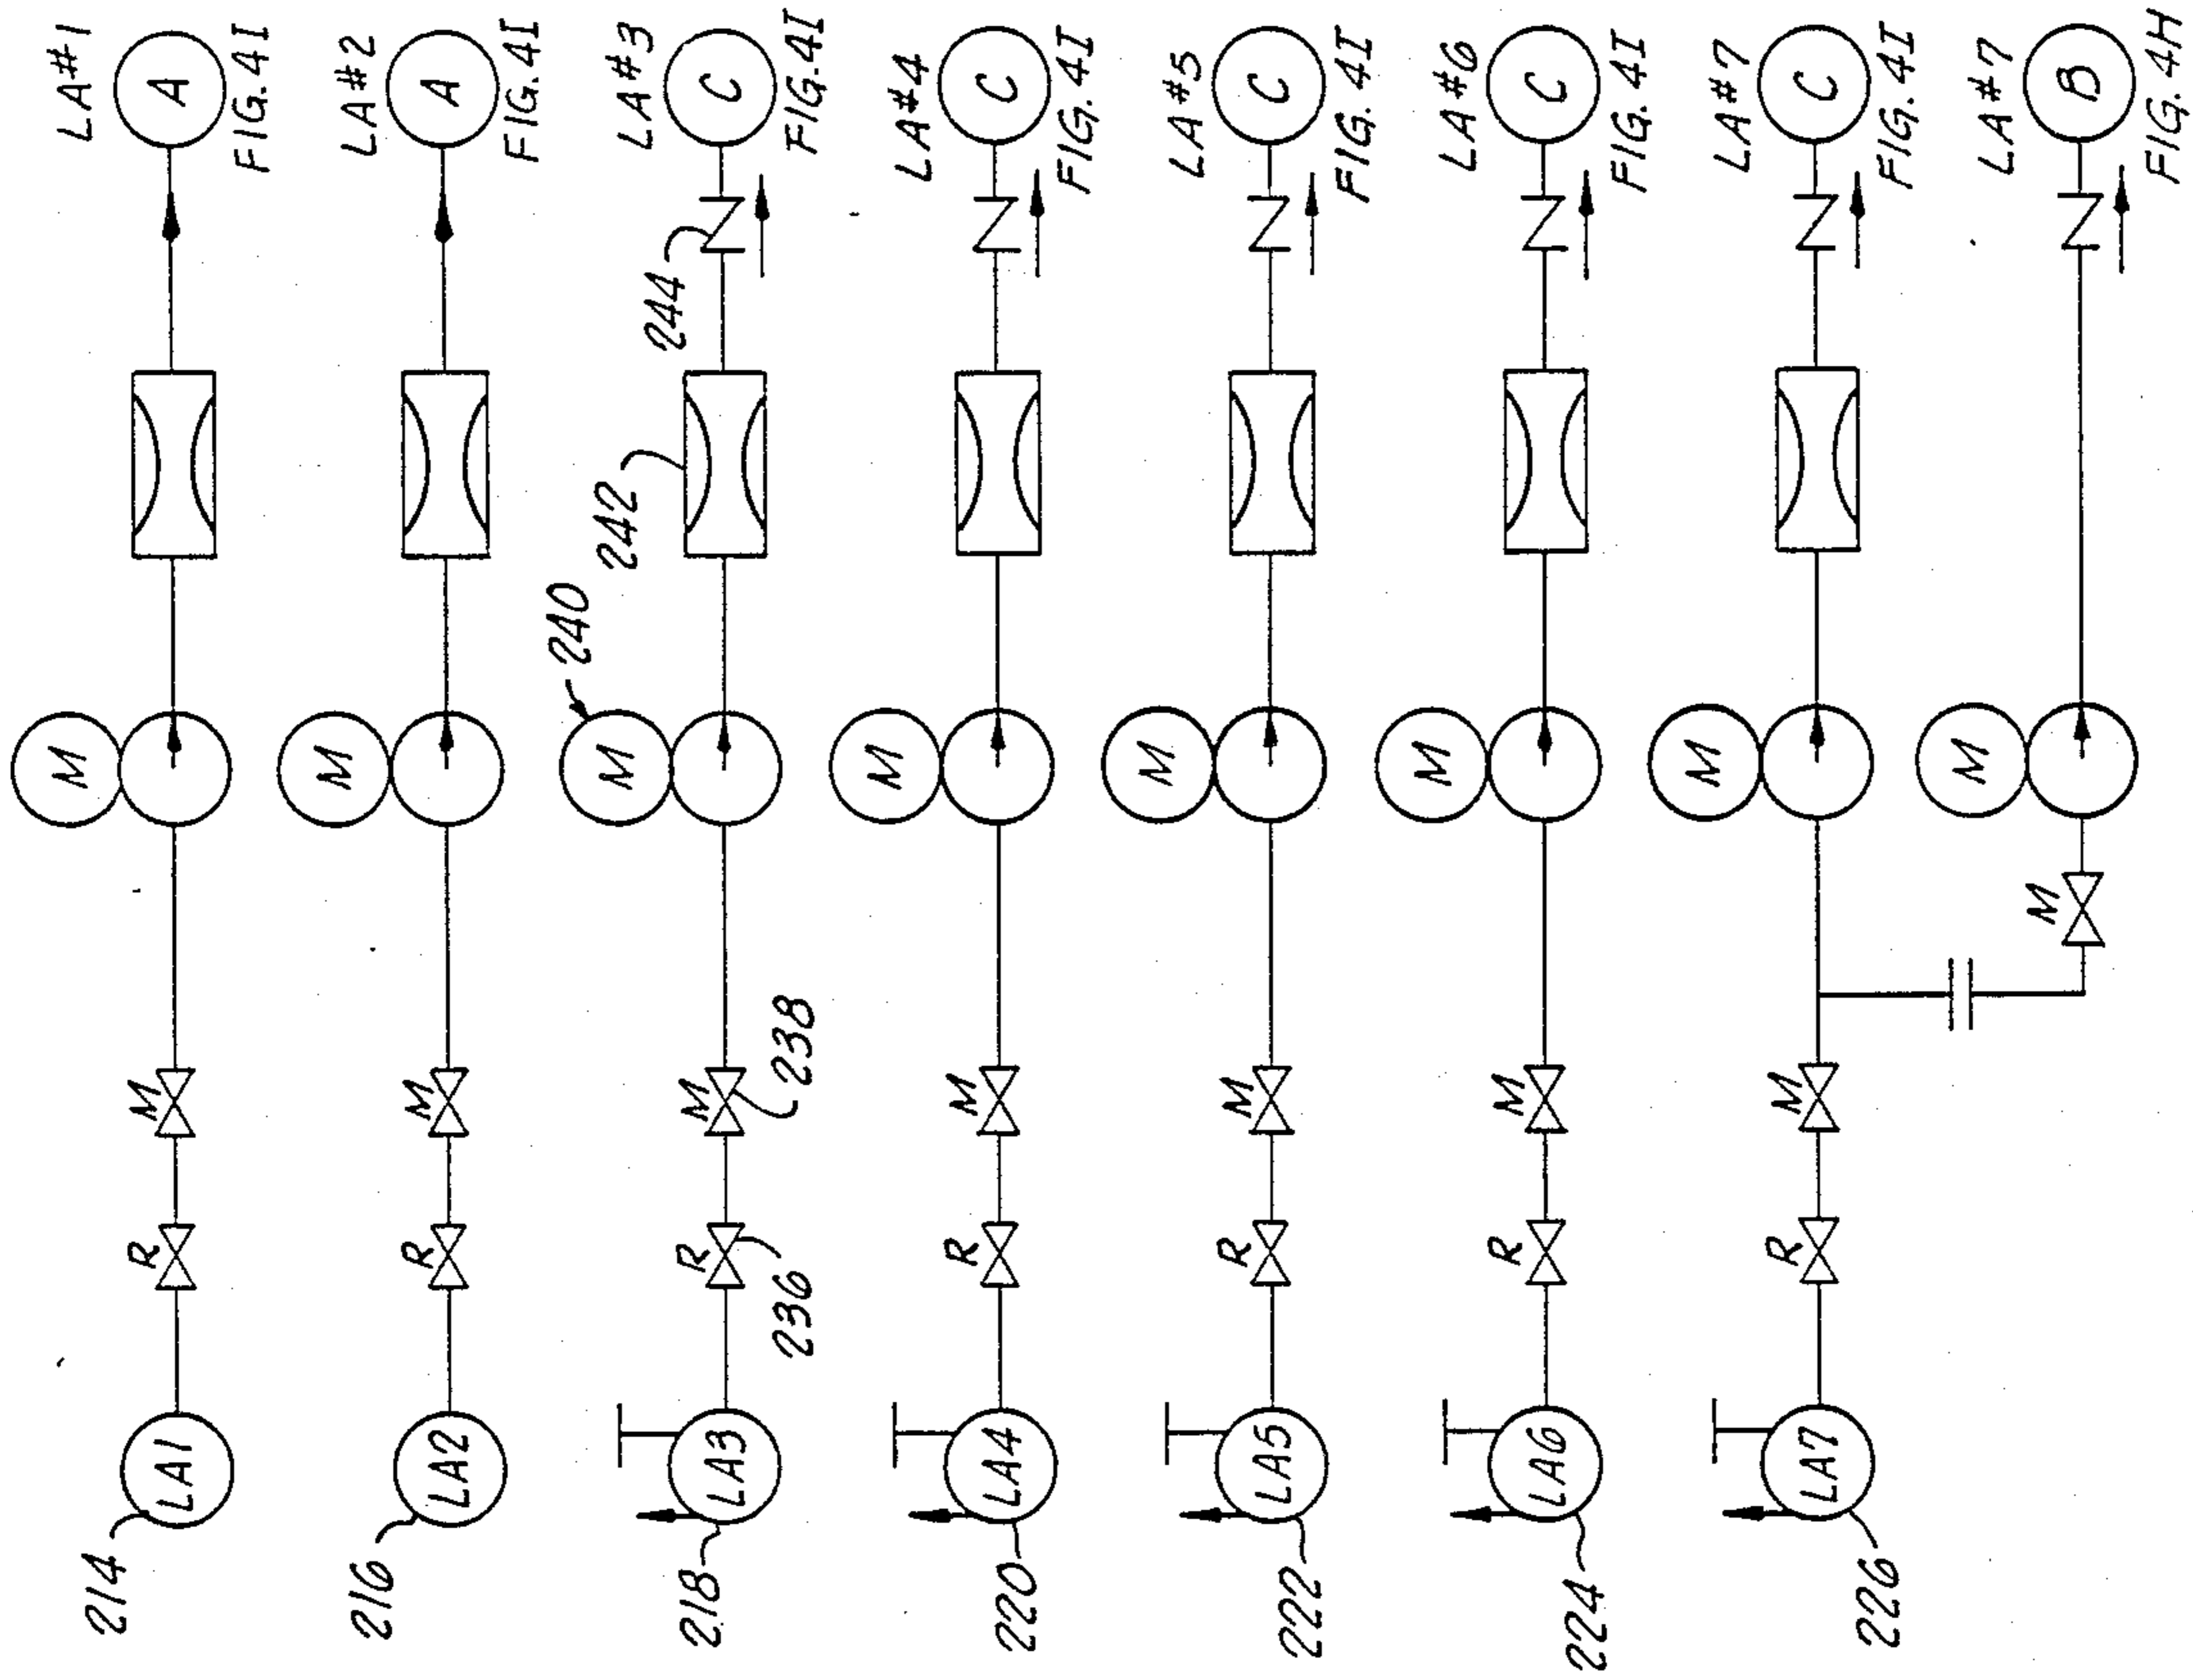 LA#1
A
FIG.4I
M
M
R
LA1
214
LA#2
A
FIG.4I
M
M
R
LA2
216
LA#3
C
FIG.4I
244
242
240
M
M
238
R
236
LA3
218
LA#4
C
FIG.4I
M
M
R
LA4
220
LA#5
C
FIG.4I
M
M
R
LA5
222
LA#6
C
FIG.4I
M
M
R
LA6
224
LA#7
C
FIG.4I
M
M
R
LA7
226
LA#7
B
FIG.4H
M
M